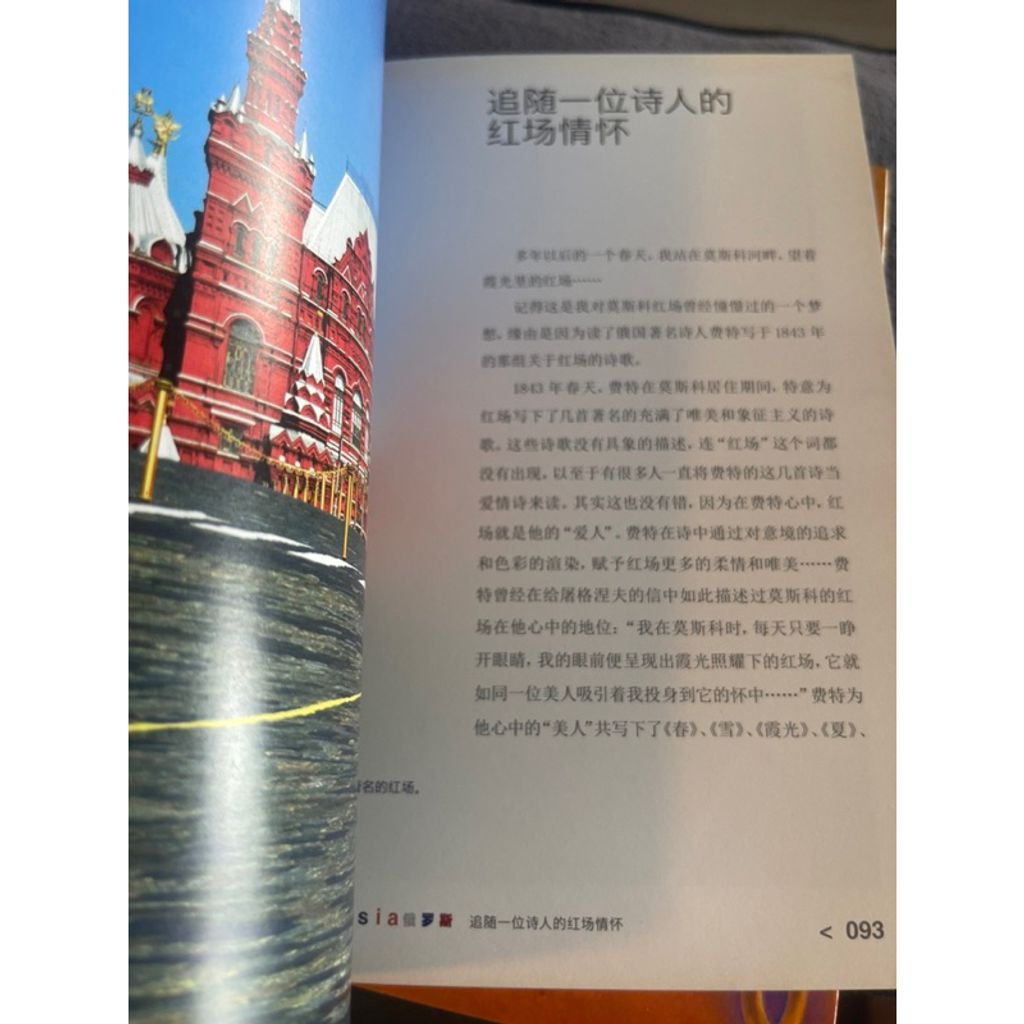 追随一位诗人的
红场情怀
多年以后的一个春天，我站在莫斯科河畔，望着
霞光里的红场……
记得这是我对莫斯科红场曾经憧憬过的一个梦
想，缘由是因为读了俄国著名诗人费特写于1843年
的那组关于红场的诗歌。
1843年春天，费特在莫斯科居住期间，特意为
红场写下了几首著名的充满了唯美和象征主义的诗
歌。这些诗歌没有具象的描述，连“红场”这个词都
没有出现，以至于有很多人一直将费特的这几首诗当
爱情诗来读。其实这也没有错，因为在费特心中，红
场就是他的“爱人”。费特在诗中通过对意境的追求
和色彩的渲染，赋予红场更多的柔情和唯美……费
特曾经在给屠格涅夫的信中如此描述过莫斯科的红
场在他心中的地位：“我在莫斯科时，每天只要一睁
开眼睛，我的眼前便呈现出霞光照耀下的红场，它就
如同一位美人吸引着我投身到它的怀中……”费特为
他心中的“美人”共写下了《春》、《雪》、《霞光》、《夏》、
名的红场。
sia俄罗斯 追随一位诗人的红场情怀 < 093